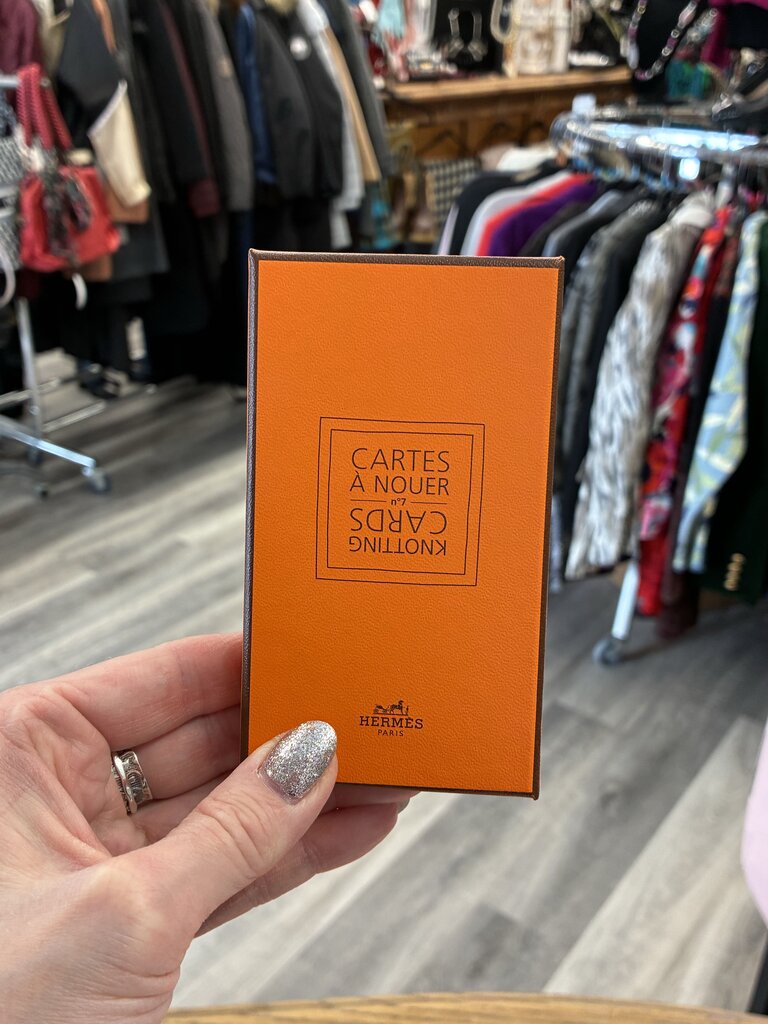 CARTES
À NOUER
n°7
CARDS
KNOTTING
HERMÈS
PARIS